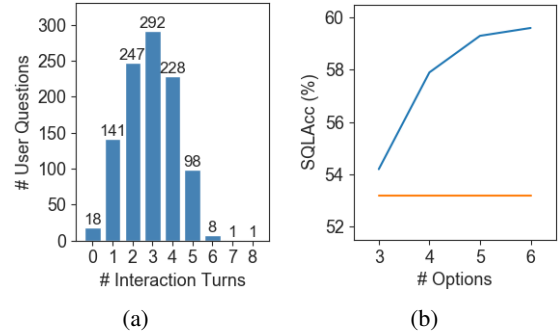 300
250
200
150
100
50
0
# User Questions
18
141
247
292
228
98
8
1
1
0 1 2 3 4 5 6 7 8
# Interaction Turns
(a)
60
58
56
54
52
SQLAcc (%)
3 4 5 6
# Options
(b)